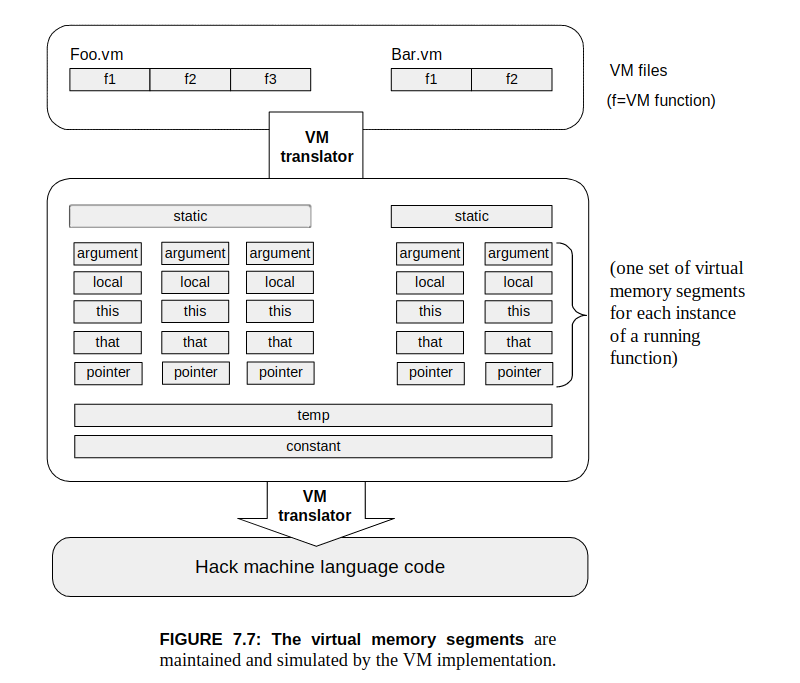 Foo.vm
Bar.vm
f1 f2 f3
f1 f2
VM files
(f=VM function)
VM
translator
static
static
argument argument argument argument argument
local local local local local
this this this this this
that that that that that
pointer pointer pointer pointer pointer
(one set of virtual
memory segments
for each instance
of a running
function)
temp
constant
VM
translator
Hack machine language code
FIGURE 7.7: The virtual memory segments are
maintained and simulated by the VM implementation.